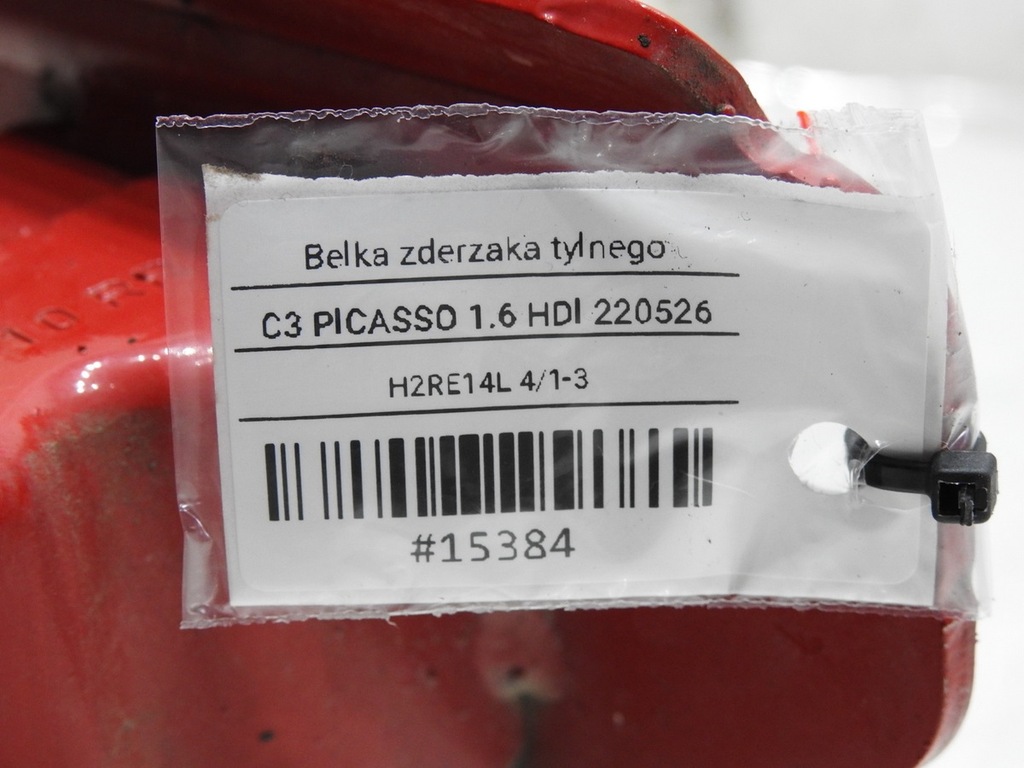 Belka zderzaka tylnego
C3 PICASSO 1.6 HDI 220526
H2RE14L 4/1-3
#15384